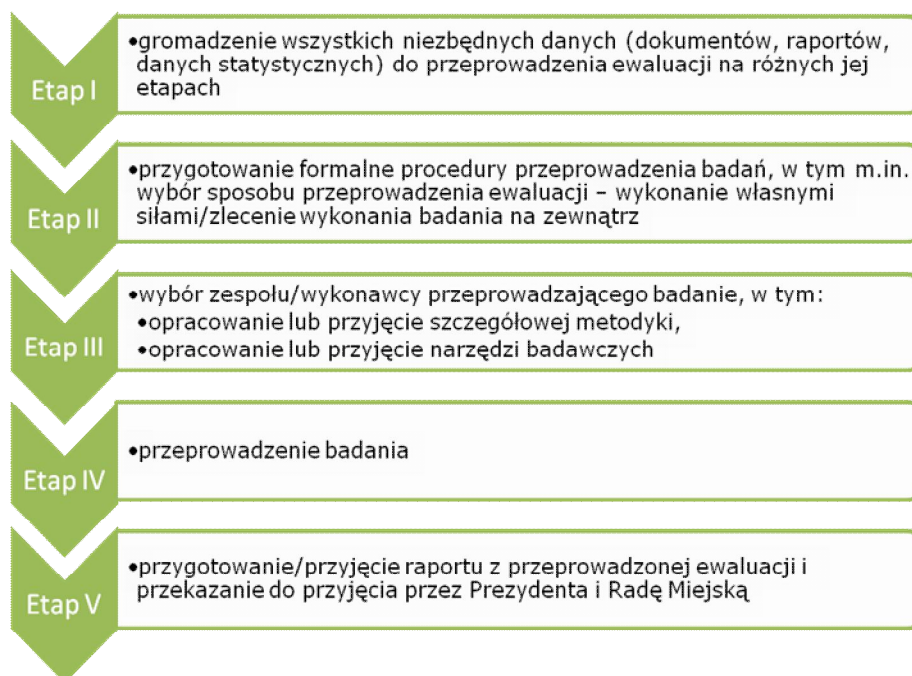 Etap I
•gromadzenie wszystkich niezbędnych danych (dokumentów, raportów,
danych statystycznych) do przeprowadzenia ewaluacji na różnych jej
etapach
Etap II
•przygotowanie formalne procedury przeprowadzenia badań, w tym m.in.
wybór sposobu przeprowadzenia ewaluacji – wykonanie własnymi
siłami/zlecenie wykonania badania na zewnątrz
Etap III
•wybór zespołu/wykonawcy przeprowadzającego badanie, w tym:
•opracowanie lub przyjęcie szczegółowej metodyki,
•opracowanie lub przyjęcie narzędzi badawczych
Etap IV
•przeprowadzenie badania
Etap V
•przygotowanie/przyjęcie raportu z przeprowadzonej ewaluacji i
przekazanie do przyjęcia przez Prezydenta i Radę Miejską